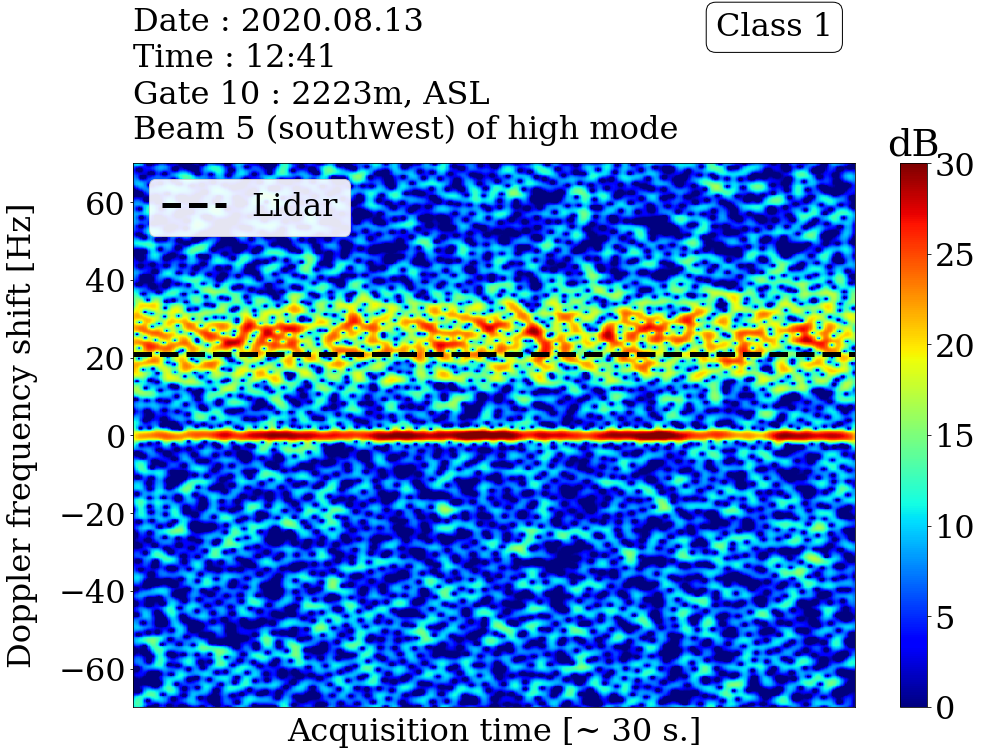 Date : 2020.08.13
Time : 12:41
Gate 10 : 2223m, ASL
Beam 5 (southwest) of high mode
Class 1
dB
Lidar
Doppler frequency shift [Hz]
60
40
20
0
−20
−40
−60
30
25
20
15
10
5
0
Acquisition time [~ 30 s.]